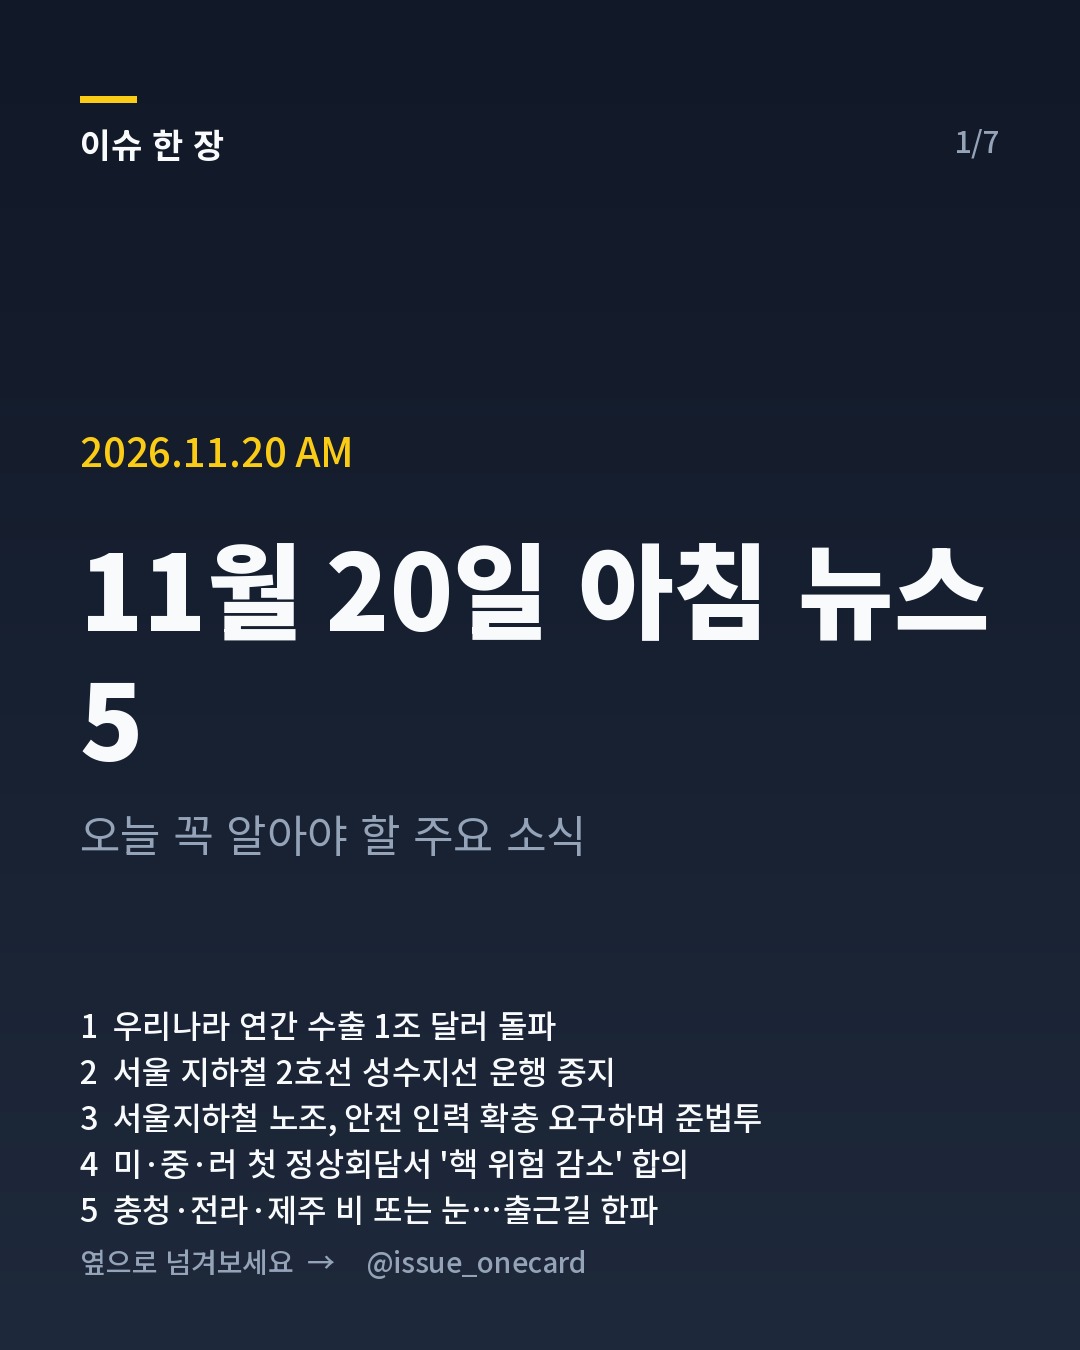 이슈 한 장
1/7
2026.11.20 AM
11월 20일 아침 뉴스
5
오늘 꼭 알아야 할 주요 소식
1 우리나라 연간 수출 1조 달러 돌파
2 서울 지하철 2호선 성수지선 운행 중지
3 서울지하철 노조, 안전 인력 확충 요구하며 준법투
4 미·중·러 첫 정상회담서 '핵 위험 감소' 합의
5 충청·전라·제주 비 또는 눈…출근길 한파
옆으로 넘겨보세요 → @issue_onecard